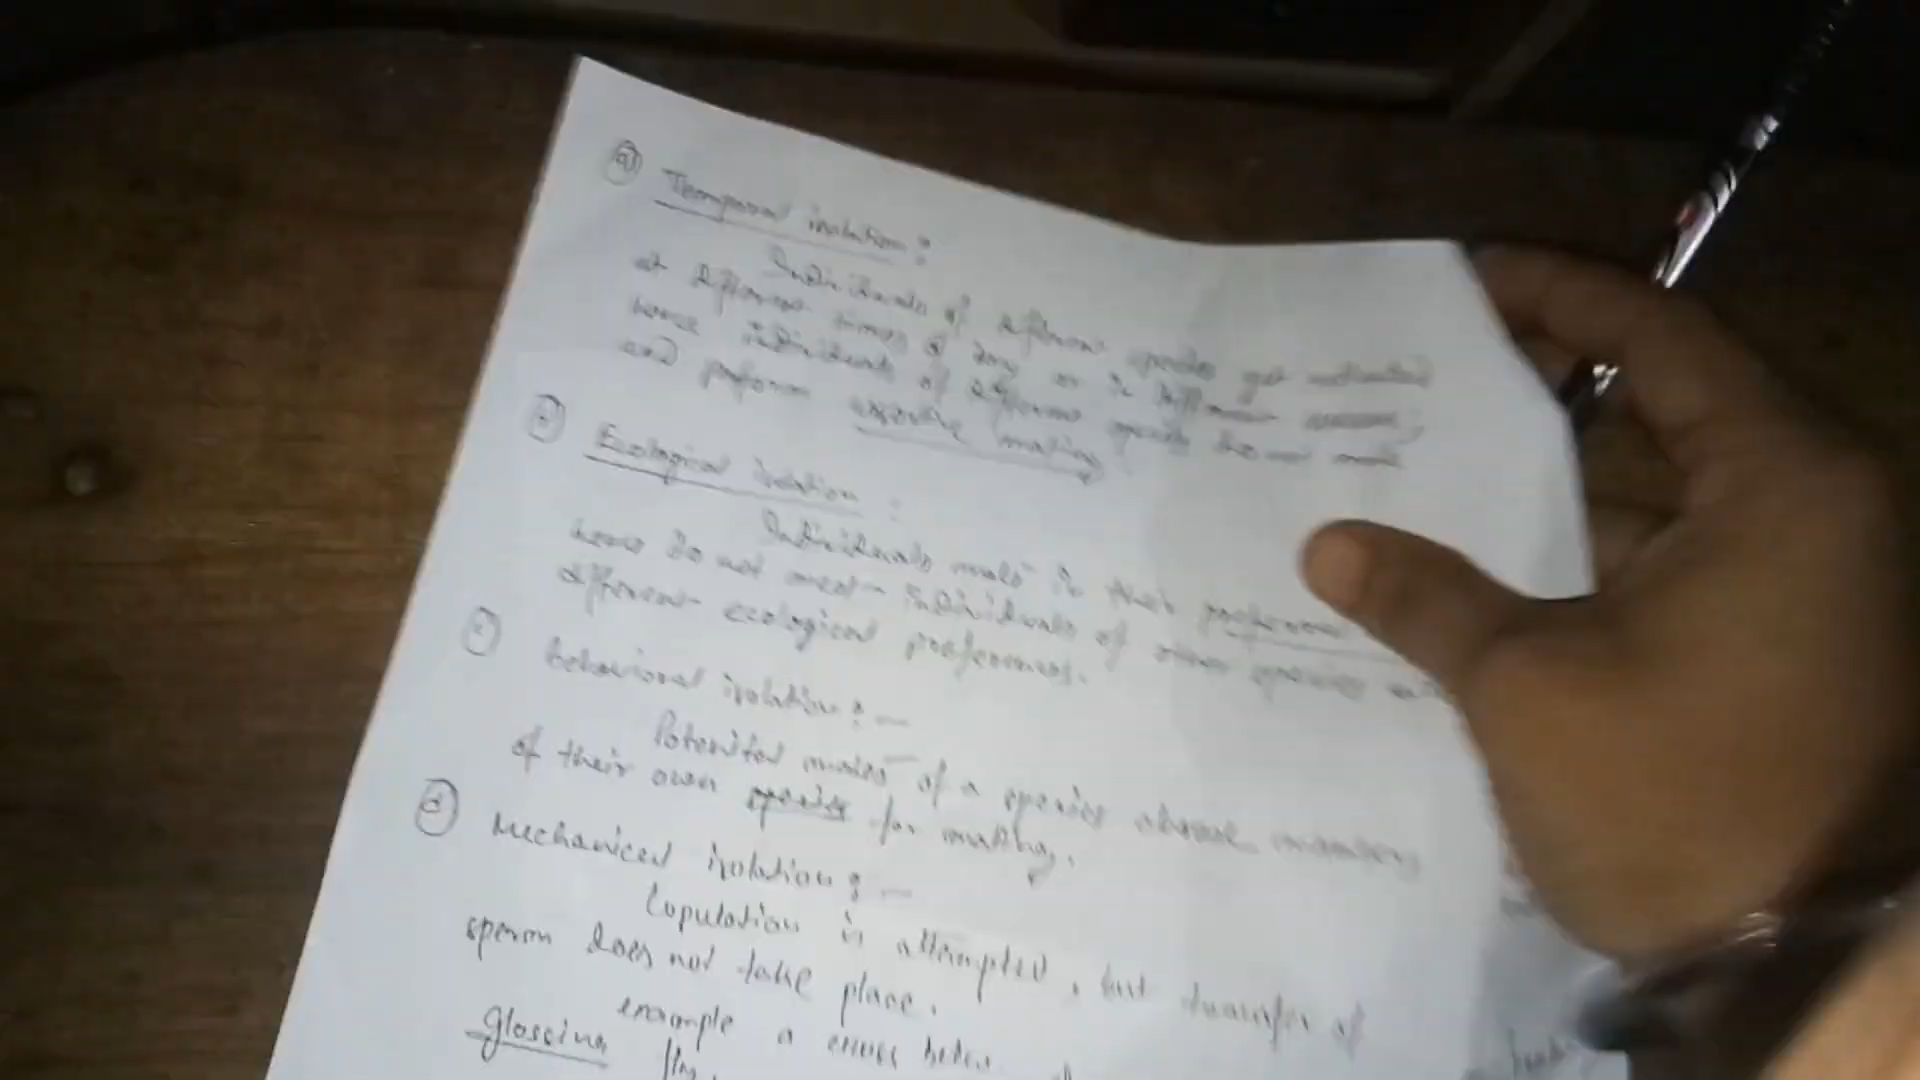 a) Temporal isolation :
Individuals of different species get activated
at different times of day or in different seasons,
hence individuals of different species do not meet
and perform mating
b) Ecological isolation :
Individuals mate in their preferred
hence do not meet individuals of other species with
different ecological preferences.
c) Behavioral isolation : —
Potential mates of a species choose members
of their own species for mating.
d) Mechanical isolation : —
Copulation is attempted, but transfer of
sperm does not take place.
example a cross
Glossina